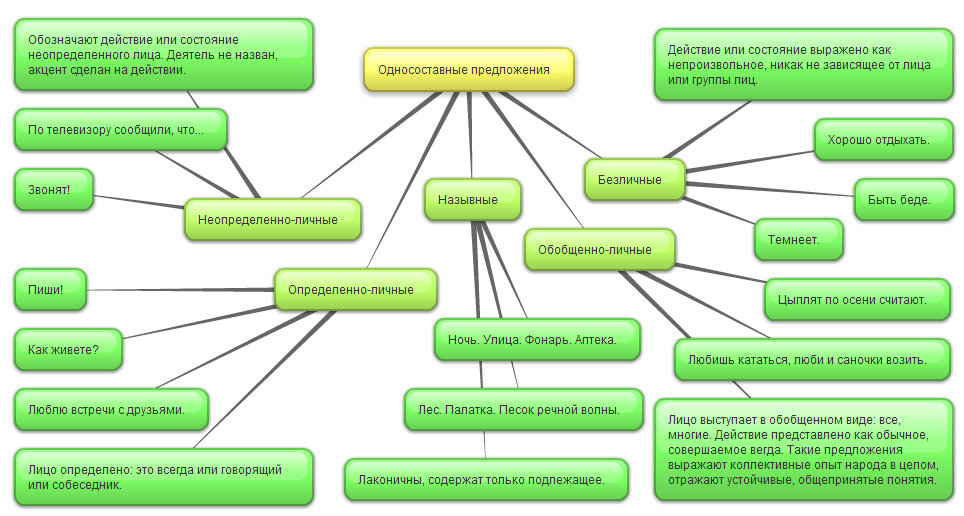 Односоставные предложения
Обозначают действие или состояние
неопределенного лица. Деятель не назван,
акцент сделан на действии.
По телевизору сообщили, что...
Звонят!
Неопределенно-личные
Определенно-личные
Пиши!
Как живете?
Люблю встречи с друзьями.
Лицо определено: это всегда или говорящий
или собеседник.
Назывные
Ночь. Улица. Фонарь. Аптека.
Лес. Палатка. Песок речной волны.
Лаконичны, содержат только подлежащее.
Действие или состояние выражено как
непроизвольное, никак не зависящее от лица
или группы лиц.
Безличные
Хорошо отдыхать.
Быть беде.
Темнеет.
Обобщенно-личные
Цыплят по осени считают.
Любишь кататься, люби и саночки возить.
Лицо выступает в обобщенном виде: все,
многие. Действие представлено как обычное,
совершаемое вегда. Такие предложения
выражают коллективные опыт народа в целом,
отражают устойчивые, общепринятые понятия.